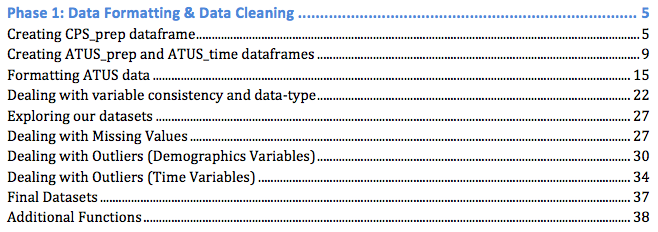 Phase 1: Data Formatting & Data Cleaning ........................................................................ 5
Creating CPS_prep dataframe........................................................................ 5
Creating ATUS_prep and ATUS_time dataframes ........................................................................ 9
Formatting ATUS data ........................................................................ 15
Dealing with variable consistency and data-type........................................................................ 22
Exploring our datasets ........................................................................ 27
Dealing with Missing Values ........................................................................ 27
Dealing with Outliers (Demographics Variables)........................................................................ 30
Dealing with Outliers (Time Variables) ........................................................................ 34
Final Datasets ........................................................................ 37
Additional Functions........................................................................ 38